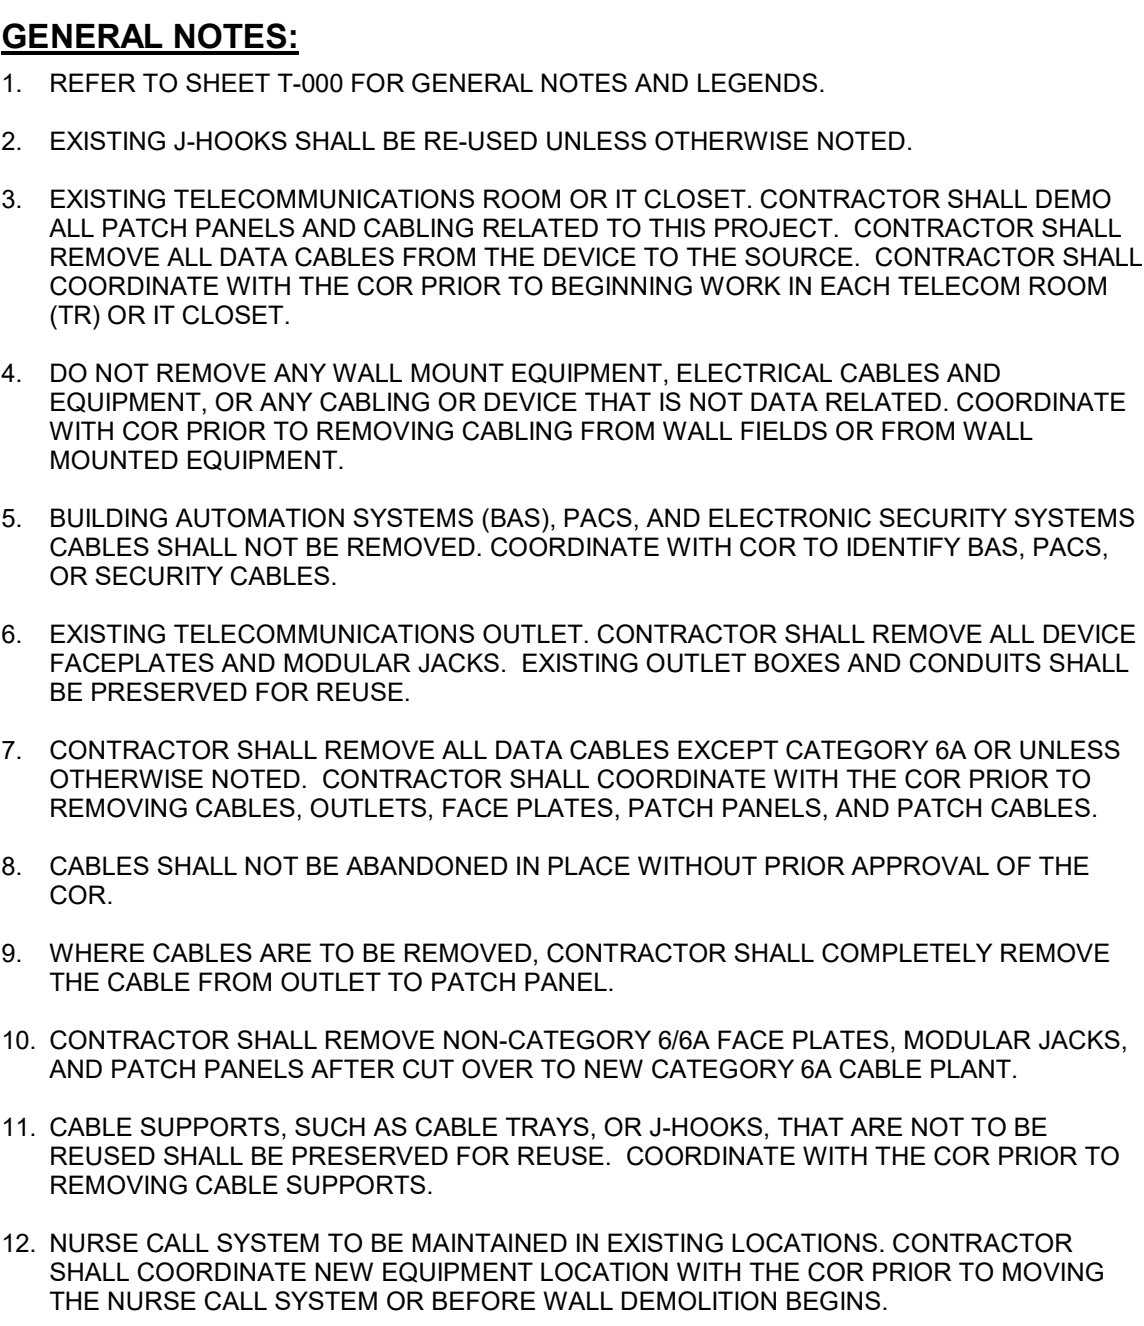 GENERAL NOTES:
1. REFER TO SHEET T-000 FOR GENERAL NOTES AND LEGENDS.
2. EXISTING J-HOOKS SHALL BE RE-USED UNLESS OTHERWISE NOTED.
3. EXISTING TELECOMMUNICATIONS ROOM OR IT CLOSET. CONTRACTOR SHALL DEMO
ALL PATCH PANELS AND CABLING RELATED TO THIS PROJECT. CONTRACTOR SHALL
REMOVE ALL DATA CABLES FROM THE DEVICE TO THE SOURCE. CONTRACTOR SHALL
COORDINATE WITH THE COR PRIOR TO BEGINNING WORK IN EACH TELECOM ROOM
(TR) OR IT CLOSET.
4. DO NOT REMOVE ANY WALL MOUNT EQUIPMENT, ELECTRICAL CABLES AND
EQUIPMENT, OR ANY CABLING OR DEVICE THAT IS NOT DATA RELATED. COORDINATE
WITH COR PRIOR TO REMOVING CABLING FROM WALL FIELDS OR FROM WALL
MOUNTED EQUIPMENT.
5. BUILDING AUTOMATION SYSTEMS (BAS), PACS, AND ELECTRONIC SECURITY SYSTEMS
CABLES SHALL NOT BE REMOVED. COORDINATE WITH COR TO IDENTIFY BAS, PACS,
OR SECURITY CABLES.
6. EXISTING TELECOMMUNICATIONS OUTLET. CONTRACTOR SHALL REMOVE ALL DEVICE
FACEPLATES AND MODULAR JACKS. EXISTING OUTLET BOXES AND CONDUITS SHALL
BE PRESERVED FOR REUSE.
7. CONTRACTOR SHALL REMOVE ALL DATA CABLES EXCEPT CATEGORY 6A OR UNLESS
OTHERWISE NOTED. CONTRACTOR SHALL COORDINATE WITH THE COR PRIOR TO
REMOVING CABLES, OUTLETS, FACE PLATES, PATCH PANELS, AND PATCH CABLES.
8. CABLES SHALL NOT BE ABANDONED IN PLACE WITHOUT PRIOR APPROVAL OF THE
COR.
9. WHERE CABLES ARE TO BE REMOVED, CONTRACTOR SHALL COMPLETELY REMOVE
THE CABLE FROM OUTLET TO PATCH PANEL.
10. CONTRACTOR SHALL REMOVE NON-CATEGORY 6/6A FACE PLATES, MODULAR JACKS,
AND PATCH PANELS AFTER CUT OVER TO NEW CATEGORY 6A CABLE PLANT.
11. CABLE SUPPORTS, SUCH AS CABLE TRAYS, OR J-HOOKS, THAT ARE NOT TO BE
REUSED SHALL BE PRESERVED FOR REUSE. COORDINATE WITH THE COR PRIOR TO
REMOVING CABLE SUPPORTS.
12. NURSE CALL SYSTEM TO BE MAINTAINED IN EXISTING LOCATIONS. CONTRACTOR
SHALL COORDINATE NEW EQUIPMENT LOCATION WITH THE COR PRIOR TO MOVING
THE NURSE CALL SYSTEM OR BEFORE WALL DEMOLITION BEGINS.